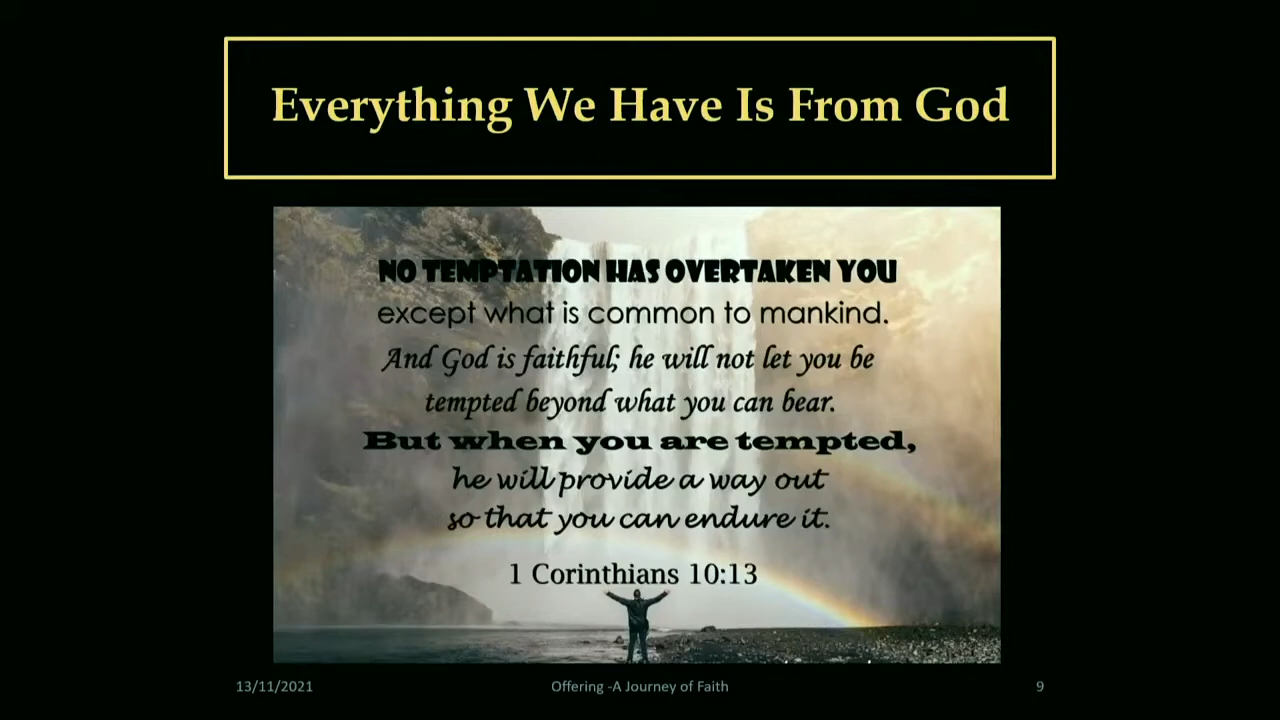 Everything We Have Is From God
NO TEMPTATION HAS OVERTAKEN YOU
except what is common to mankind.
And God is faithful; he will not let you be
tempted beyond what you can bear.
But when you are tempted,
he will provide a way out
so that you can endure it.
1 Corinthians 10:13
13/11/2021
Offering -A Journey of Faith
9